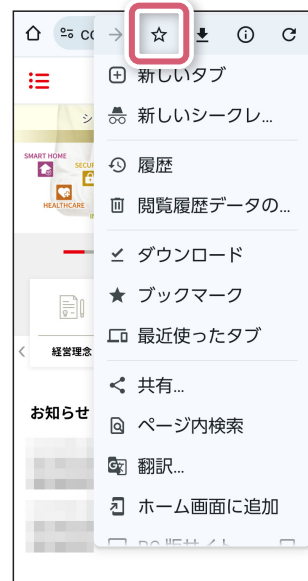 新しいタブ
新しいシークレ...
履歴
閲覧履歴データの...
ダウンロード
ブックマーク
最近使ったタブ
共有...
ページ内検索
翻訳...
ホーム画面に追加
SMART HOME
HEALTHCARE
経営理念
お知らせ